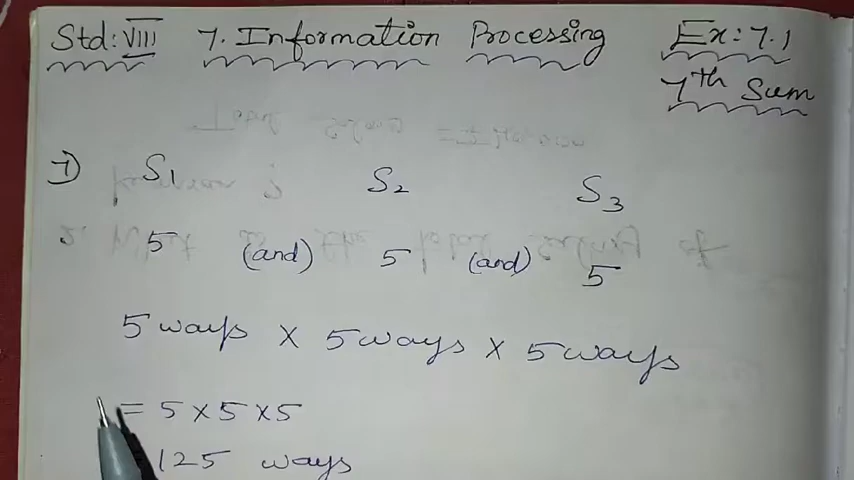 Std: VIII 7. Information Processing Ex: 7.1
7th Sum
7) S1 S2 S3
5 (and) 5 (and) 5
5 ways × 5 ways × 5 ways
= 5 × 5 × 5
125 ways